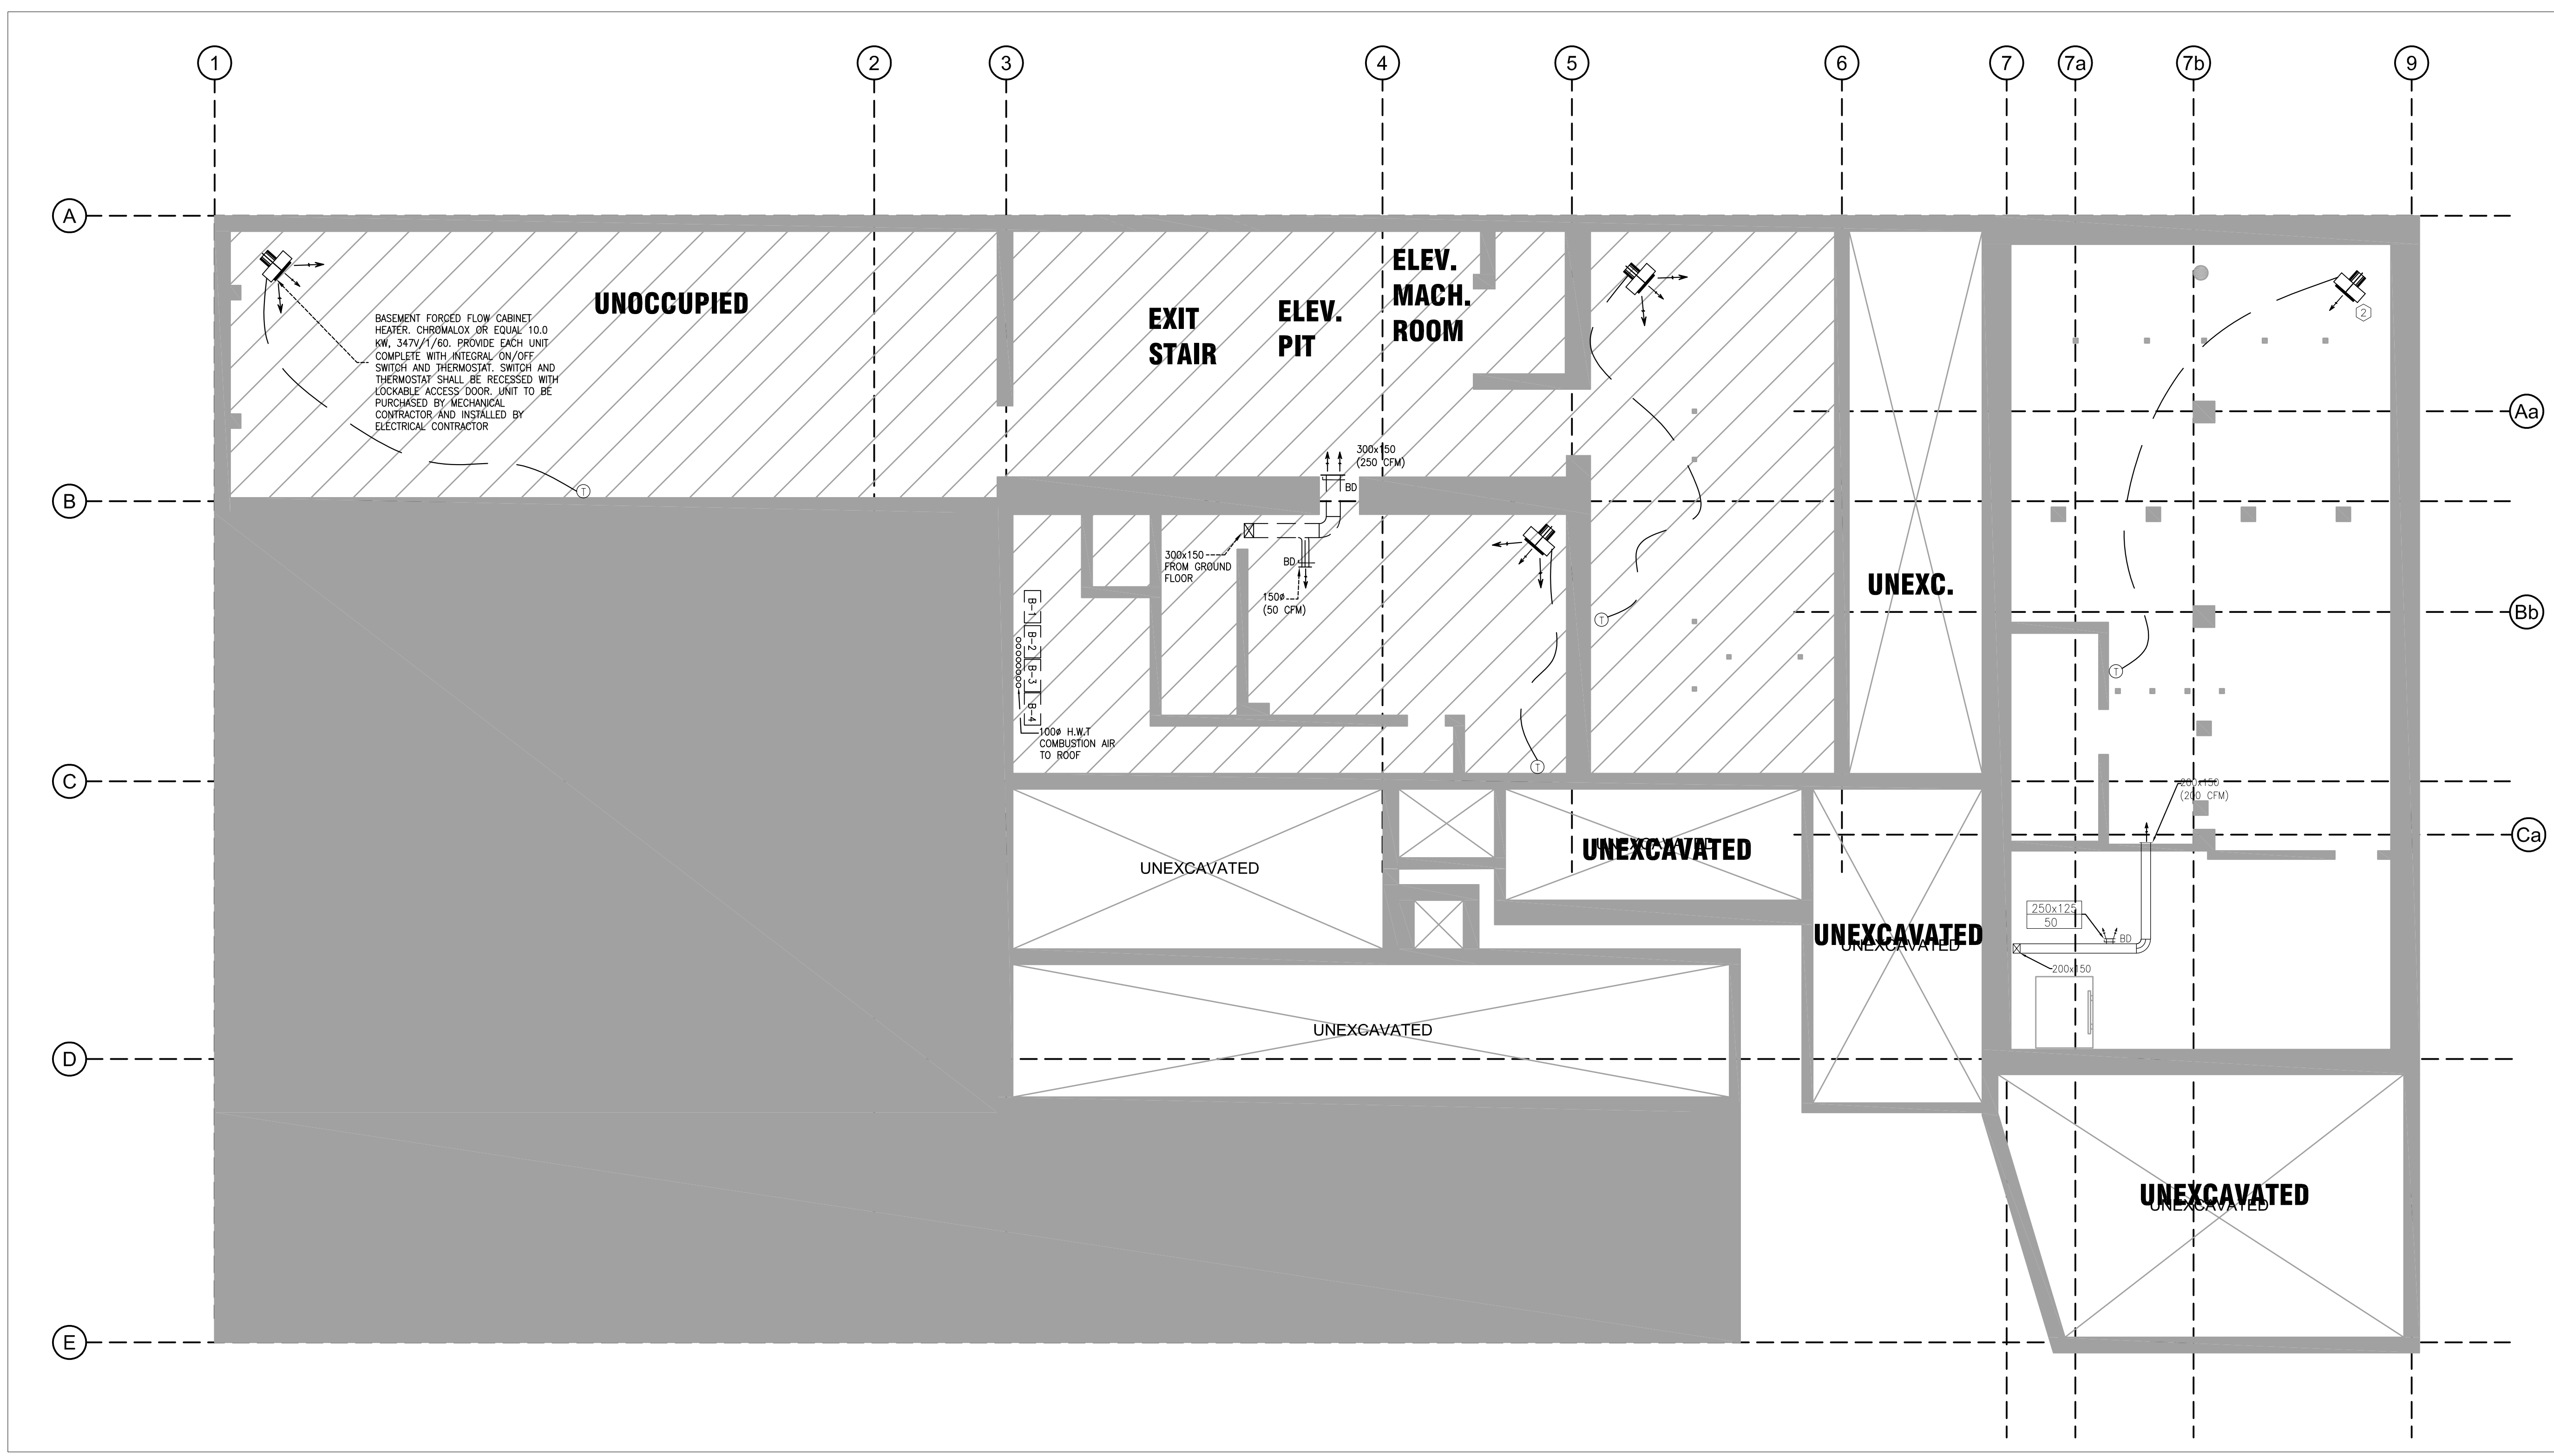 1
2
3
4
5
6
7
7a
7b
9
A
B
C
D
E
Aa
Bb
Ca
UNOCCUPIED
BASEMENT FORCED FLOW CABINET
HEATER. CHROMALOX OR EQUAL 10.0
KW, 347V/1/60. PROVIDE EACH UNIT
COMPLETE WITH INTEGRAL ON/OFF
SWITCH AND THERMOSTAT. SWITCH AND
THERMOSTAT SHALL BE RECESSED WITH
LOCKABLE ACCESS DOOR. UNIT TO BE
PURCHASED BY MECHANICAL
CONTRACTOR AND INSTALLED BY
ELECTRICAL CONTRACTOR
T
EXIT
STAIR
ELEV.
PIT
ELEV.
MACH.
ROOM
300x150
(250 CFM)
BD
300x150
FROM GROUND
FLOOR
BD
150ø
(50 CFM)
B-1
B-2
B-3
B-4
100ø H.W.T
COMBUSTION AIR
TO ROOF
T
T
UNEXC.
2
T
200x150
(200 CFM)
250x125
50
BD
200x150
UNEXCAVATED
UNEXCAVATED
UNEXCAVATED
UNEXCAVATED
UNEXCAVATED
UNEXCAVATED
UNEXCAVATED
UNEXCAVATED